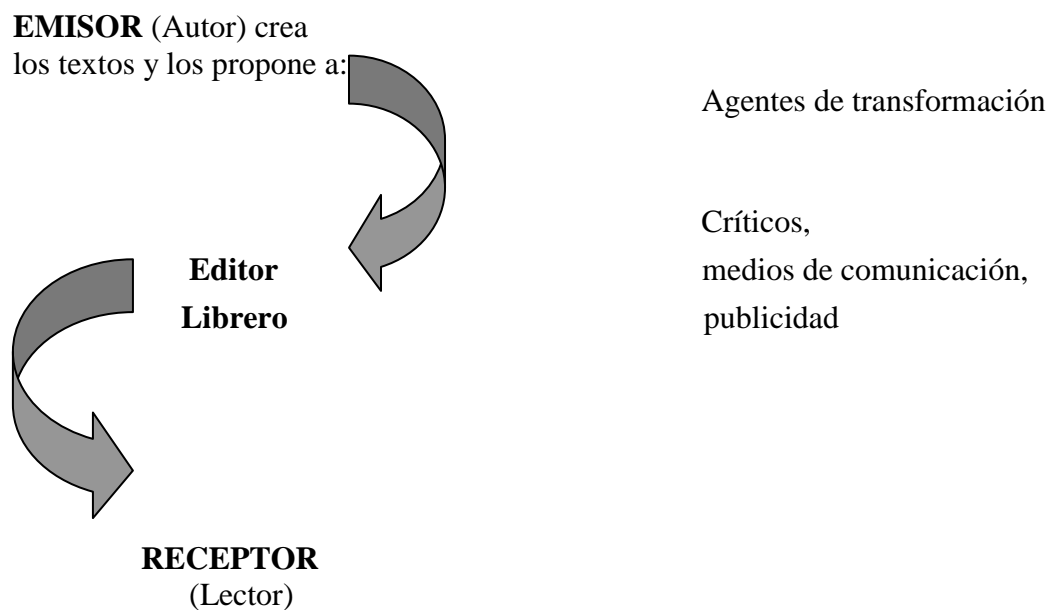 EMISOR (Autor) crea
los textos y los propone a:
Agentes de transformación
Críticos,
Editor
medios de comunicación,
Librero
publicidad
RECEPTOR
(Lector)